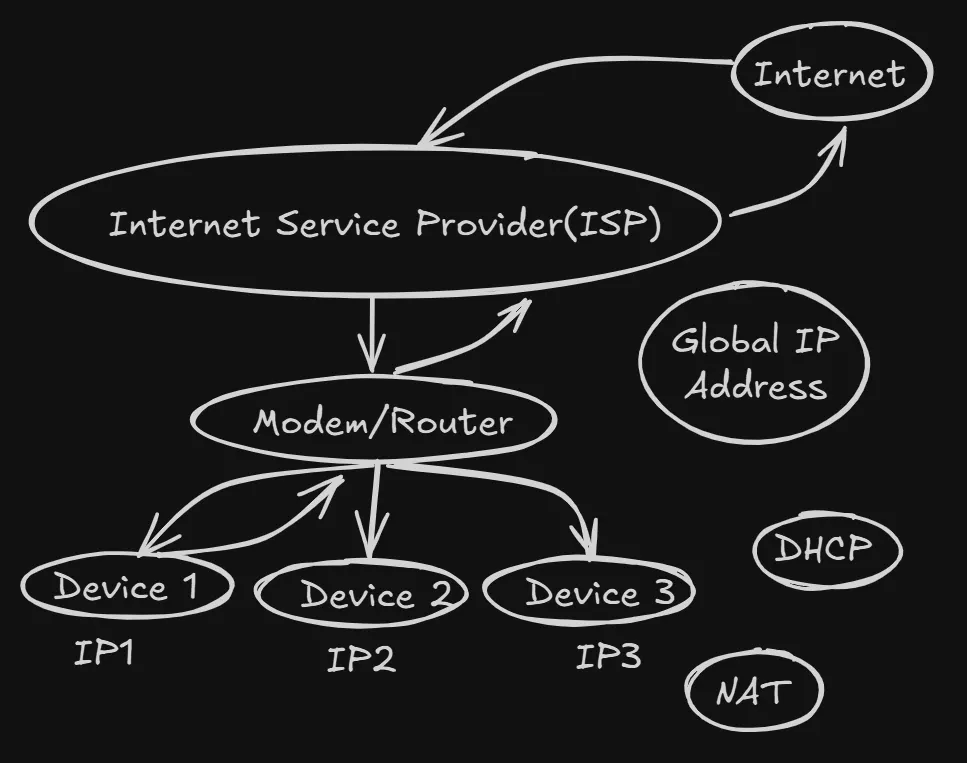 Internet
Internet Service Provider(ISP)
Global IP
Address
Modem/Router
DHCP
Device 1
Device 2
Device 3
IP1
IP2
IP3
NAT